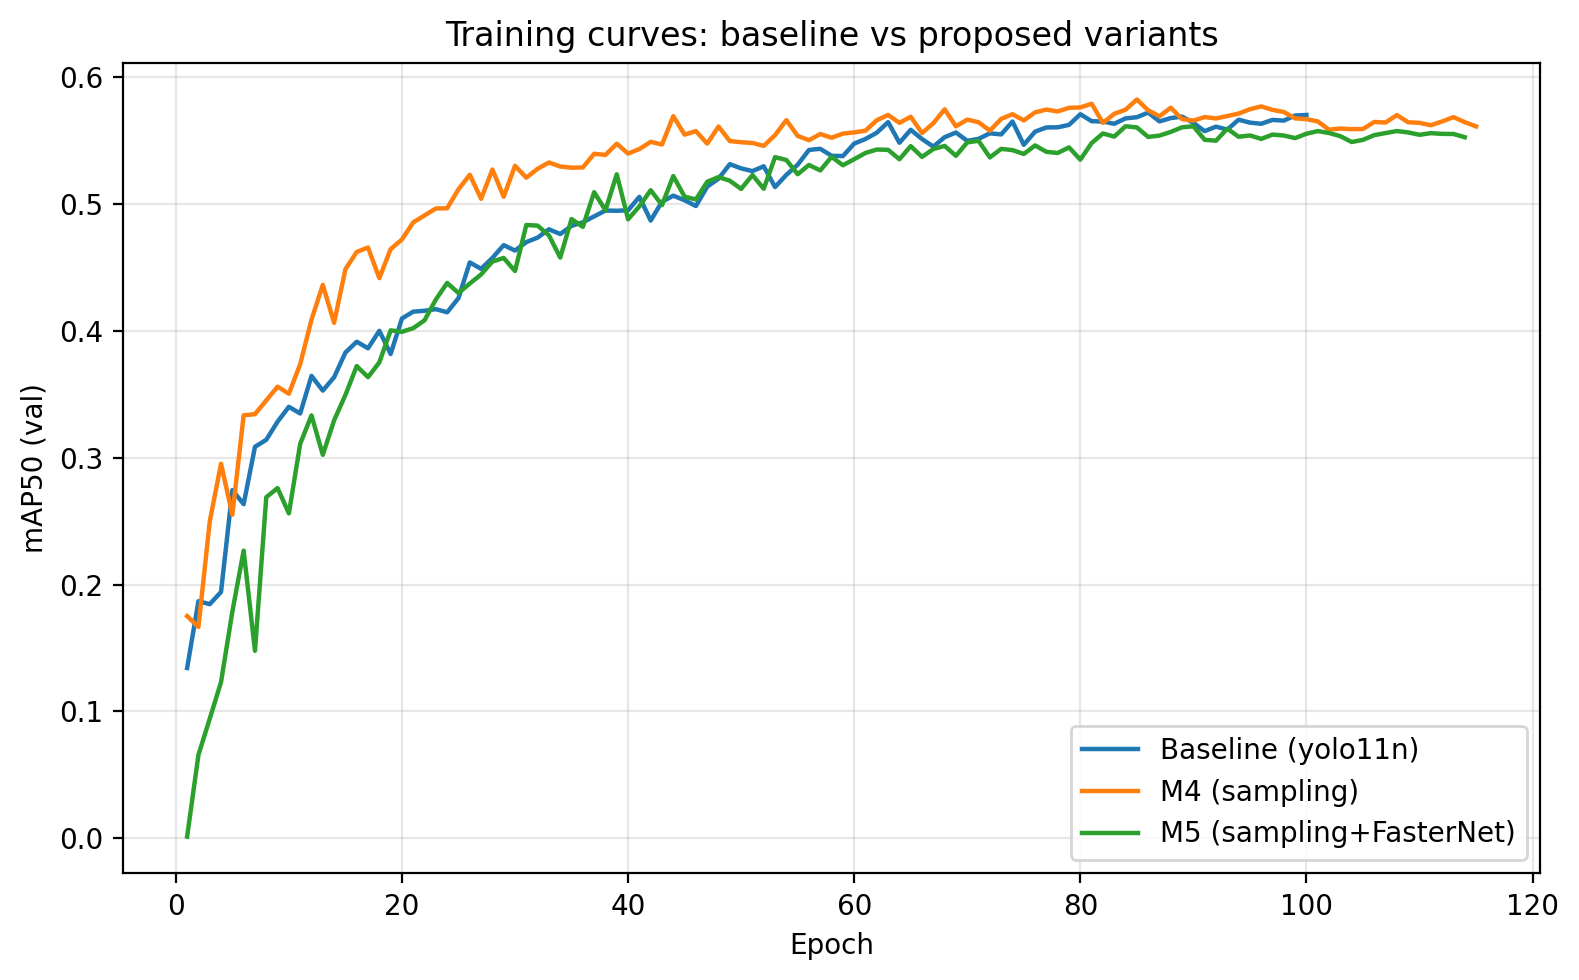 Training curves: baseline vs proposed variants
0.6
0.5
0.4
0.3
0.2
0.1
0.0
mAP50 (val)
Baseline (yolo11n)
M4 (sampling)
M5 (sampling+FasterNet)
0 20 40 60 80 100 120
Epoch